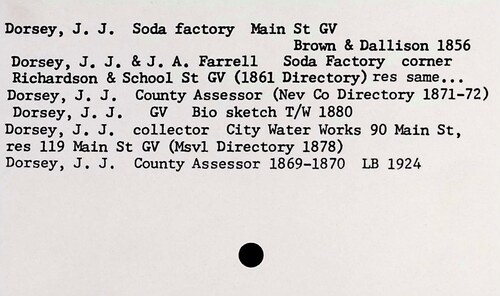 Dorsey, J. J. Soda factory Main St GV
Brown & Dallison 1856
Dorsey, J. J. & J. A. Farrell Soda Factory corner
Richardson & School St GV (1861 Directory) res same...
Dorsey, J. J. County Assessor (Nev Co Directory 1871-72)
Dorsey, J. J. GV Bio sketch T/W 1880
Dorsey, J. J. collector City Water Works 90 Main St,
res 119 Main St GV (Msvl Directory 1878)
Dorsey, J. J. County Assessor 1869-1870 LB 1924